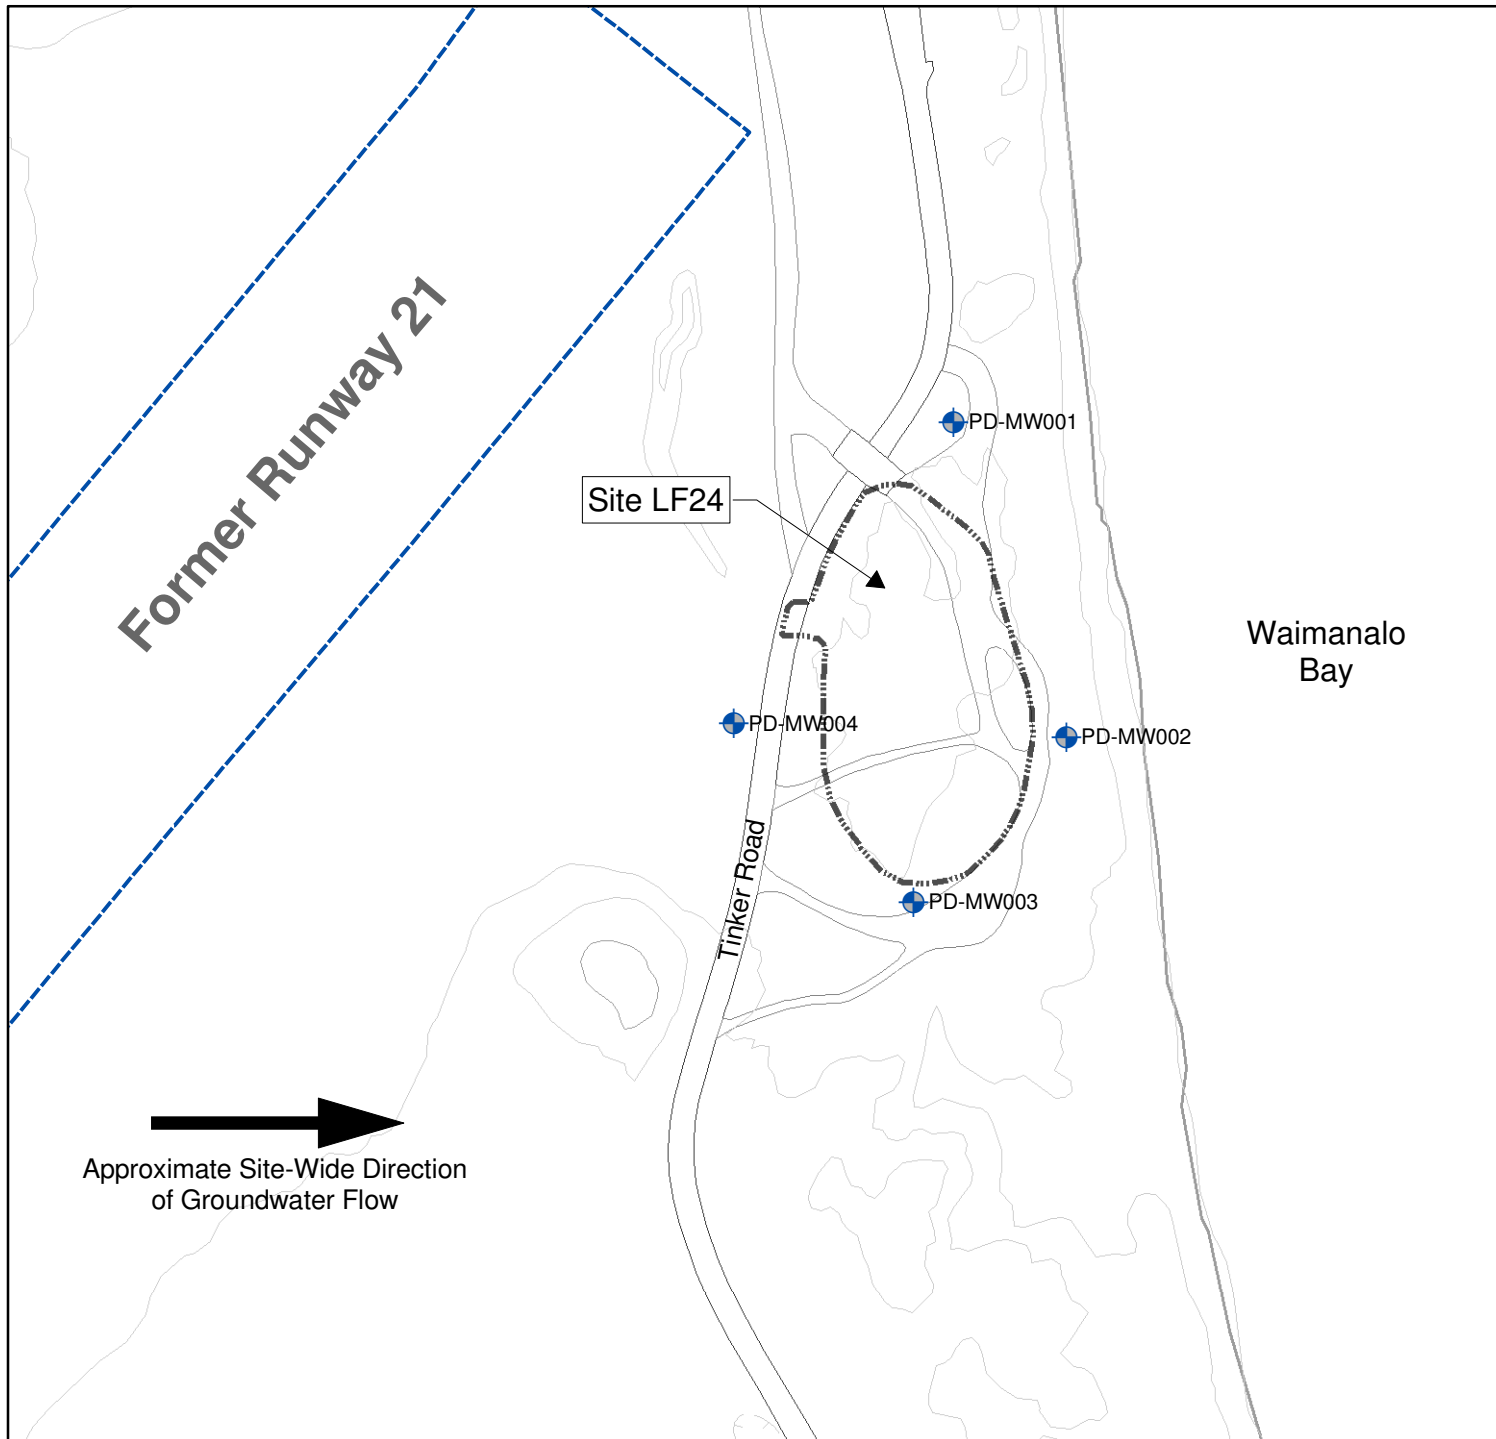 Former Runway 21
PD-MW001
Site LF24
Waimanalo
Bay
PD-MW004
PD-MW002
Tinker Road
PD-MW003
Approximate Site-Wide Direction
of Groundwater Flow